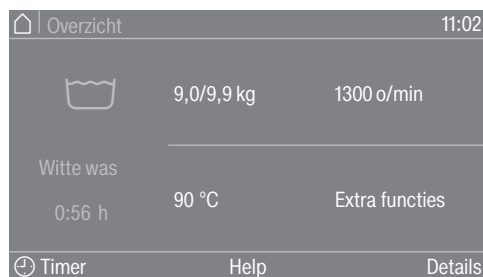 Overzicht 11:02
9,0/9,9 kg 1300 o/min
Witte was
0:56 h
90 °C Extra functies
Timer Help Details